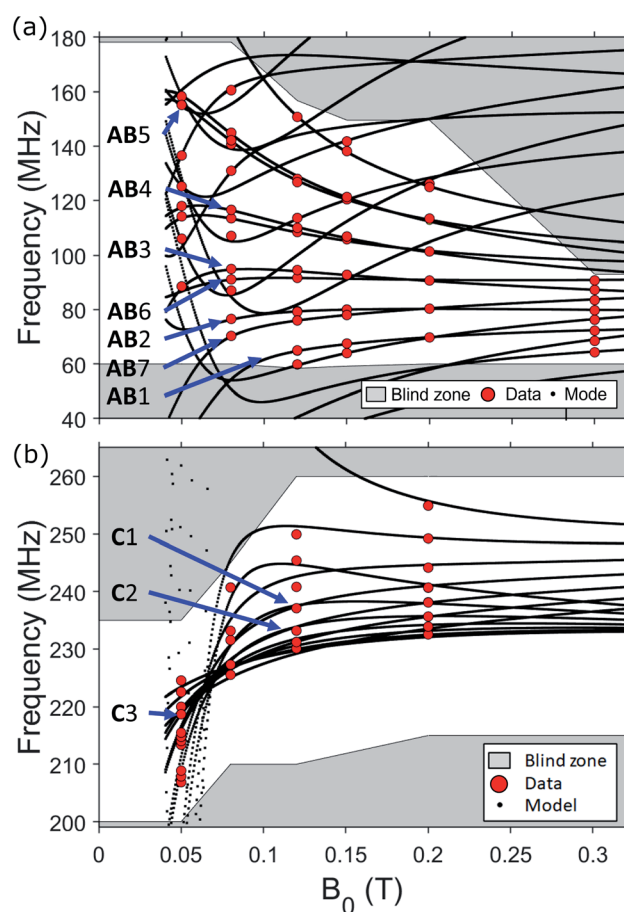 (a)
180
160
140
120
100
80
60
40
Frequency (MHz)
AB5
AB4
AB3
AB6
AB2
AB7
AB1
Blind zone Data Mode
(b)
260
250
240
230
220
210
200
Frequency (MHz)
C1
C2
C3
Blind zone
Data
Model
0 0.05 0.1 0.15 0.2 0.25 0.3
B0 (T)